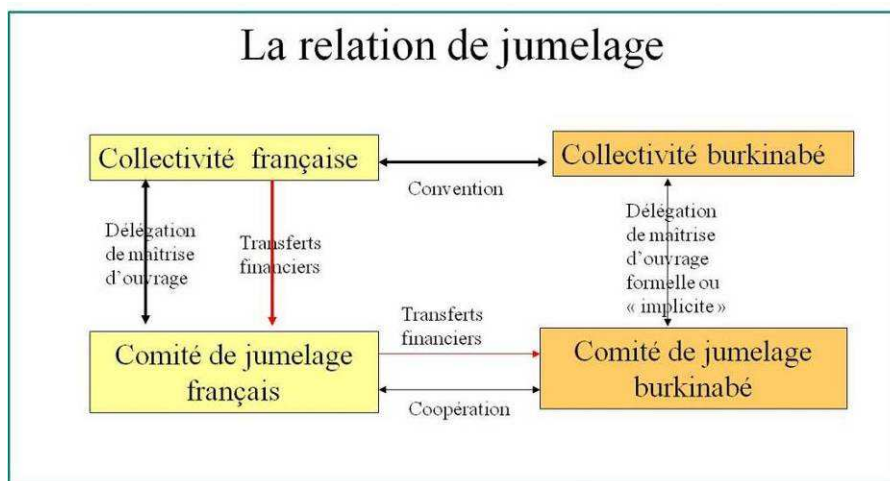 La relation de jumelage
Collectivité française
Collectivité burkinabé
Convention
Délégation
de maîtrise
d’ouvrage
Transferts
financiers
Délégation
de maîtrise
d’ouvrage
formelle ou
« implicite »
Transferts
financiers
Comité de jumelage
français
Comité de jumelage
burkinabé
Coopération